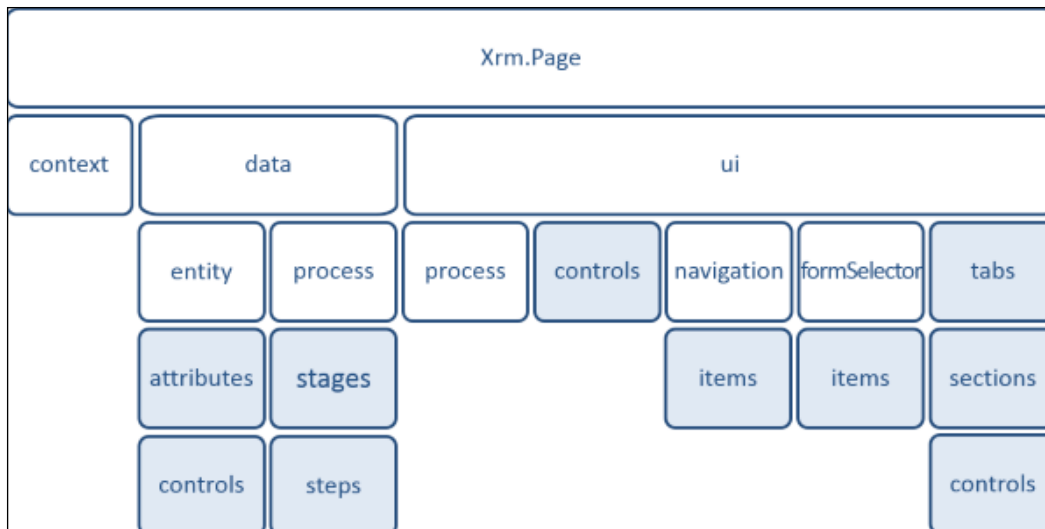 Xrm.Page
context
data
ui
entity
process
process
controls
navigation
formSelector
tabs
attributes
stages
items
items
sections
controls
steps
controls